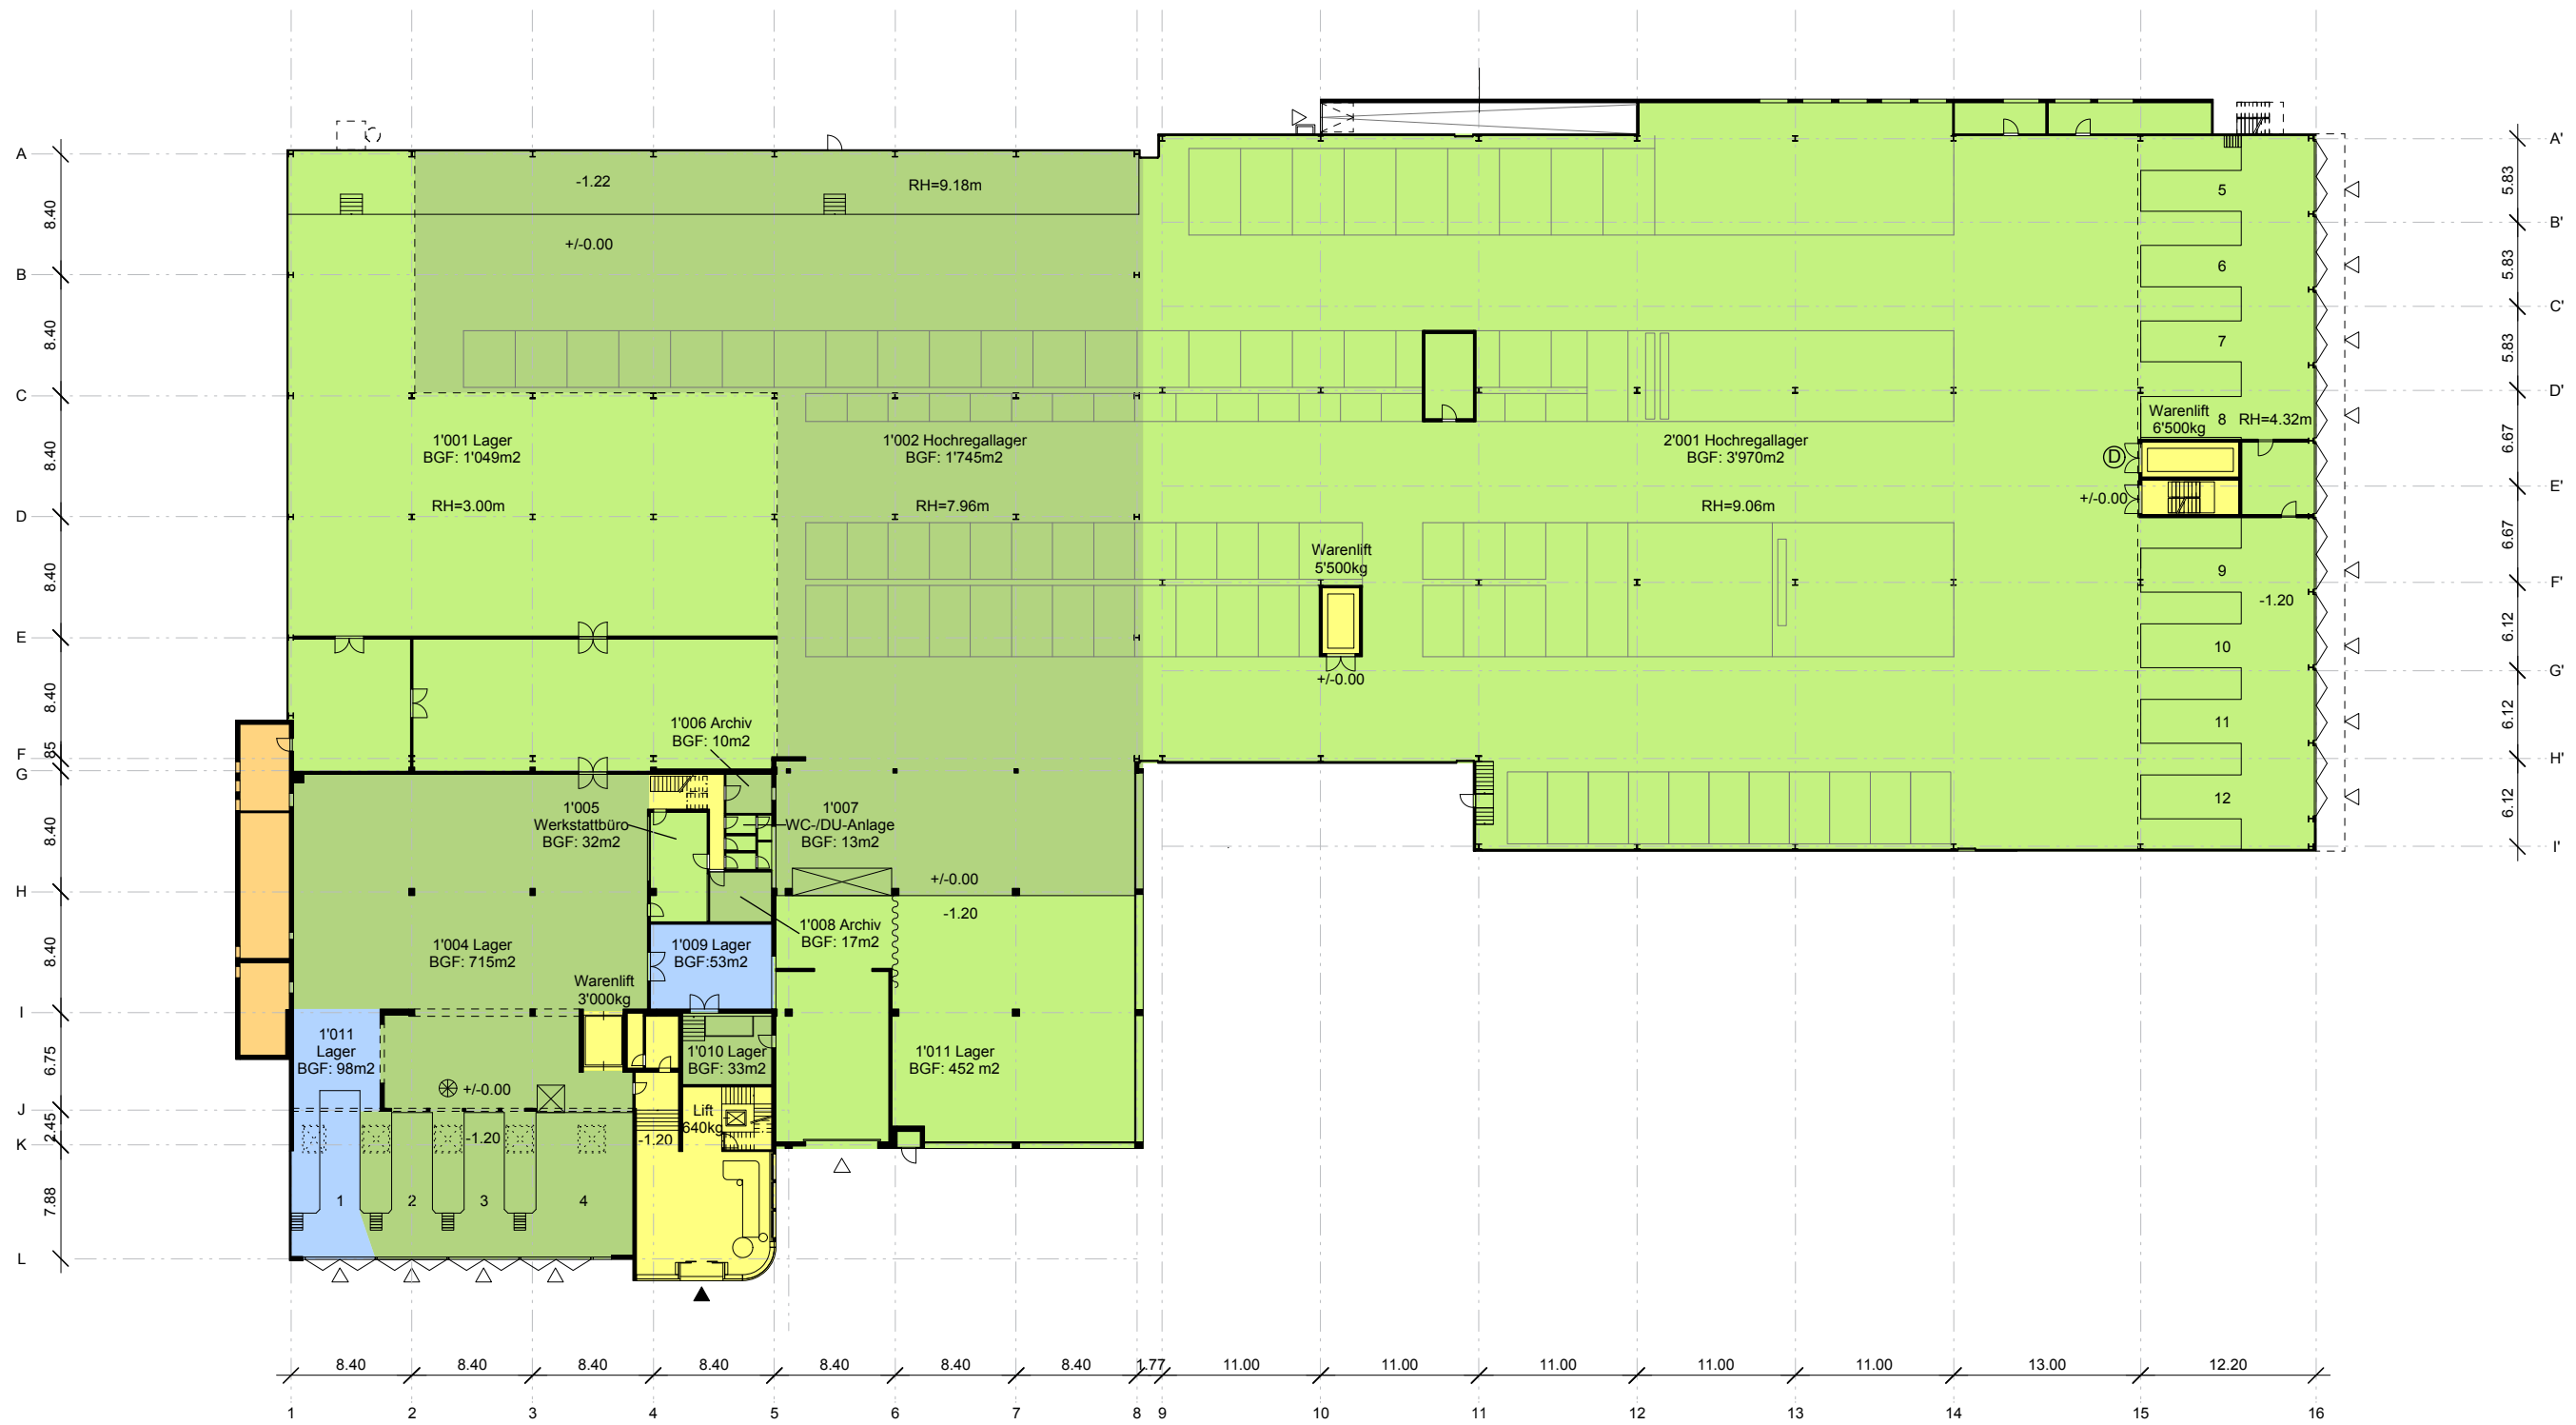 A
8.40
B
8.40
C
8.40
D
8.40
E
8.40
F
.85
G
8.40
H
8.40
I
6.75
J
2.45
K
7.88
L
-1.22
RH=9.18m
+/-0.00
1'001 Lager
BGF: 1'049m2
RH=3.00m
1'002 Hochregallager
BGF: 1'745m2
RH=7.96m
2'001 Hochregallager
BGF: 3'970m2
RH=9.06m
Warenlift
5'500kg
+/-0.00
Warenlift
6'500kg
RH=4.32m
D
+/-0.00
5
6
7
8
9
-1.20
10
11
12
A'
5.83
B'
5.83
C'
5.83
D'
6.67
E'
6.67
F'
6.12
G'
6.12
H'
6.12
I'
1'006 Archiv
BGF: 10m2
1'005
Werkstattbüro
BGF: 32m2
1'007
WC-/DU-Anlage
BGF: 13m2
+/-0.00
-1.20
1'008 Archiv
BGF: 17m2
1'004 Lager
BGF: 715m2
1'009 Lager
BGF:53m2
Warenlift
3'000kg
1'011
Lager
BGF: 98m2
1'010 Lager
BGF: 33m2
1'011 Lager
BGF: 452 m2
+/-0.00
-1.20
-1.20
Lift
640kg
1
2
3
4
8.40
8.40
8.40
8.40
8.40
8.40
8.40
1.77
11.00
11.00
11.00
11.00
11.00
13.00
12.20
1
2
3
4
5
6
7
8
9
10
11
12
13
14
15
16